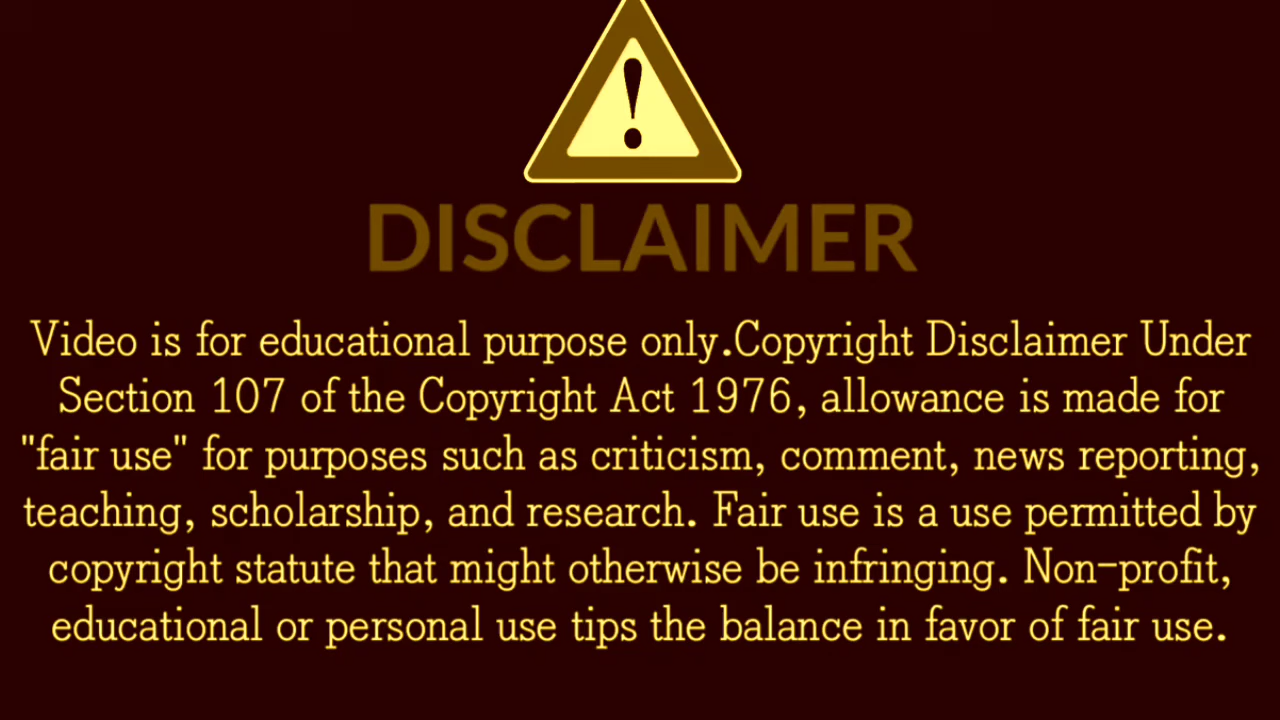 !
DISCLAIMER
Video is for educational purpose only.Copyright Disclaimer Under
Section 107 of the Copyright Act 1976, allowance is made for
"fair use" for purposes such as criticism, comment, news reporting,
teaching, scholarship, and research. Fair use is a use permitted by
copyright statute that might otherwise be infringing. Non-profit,
educational or personal use tips the balance in favor of fair use.